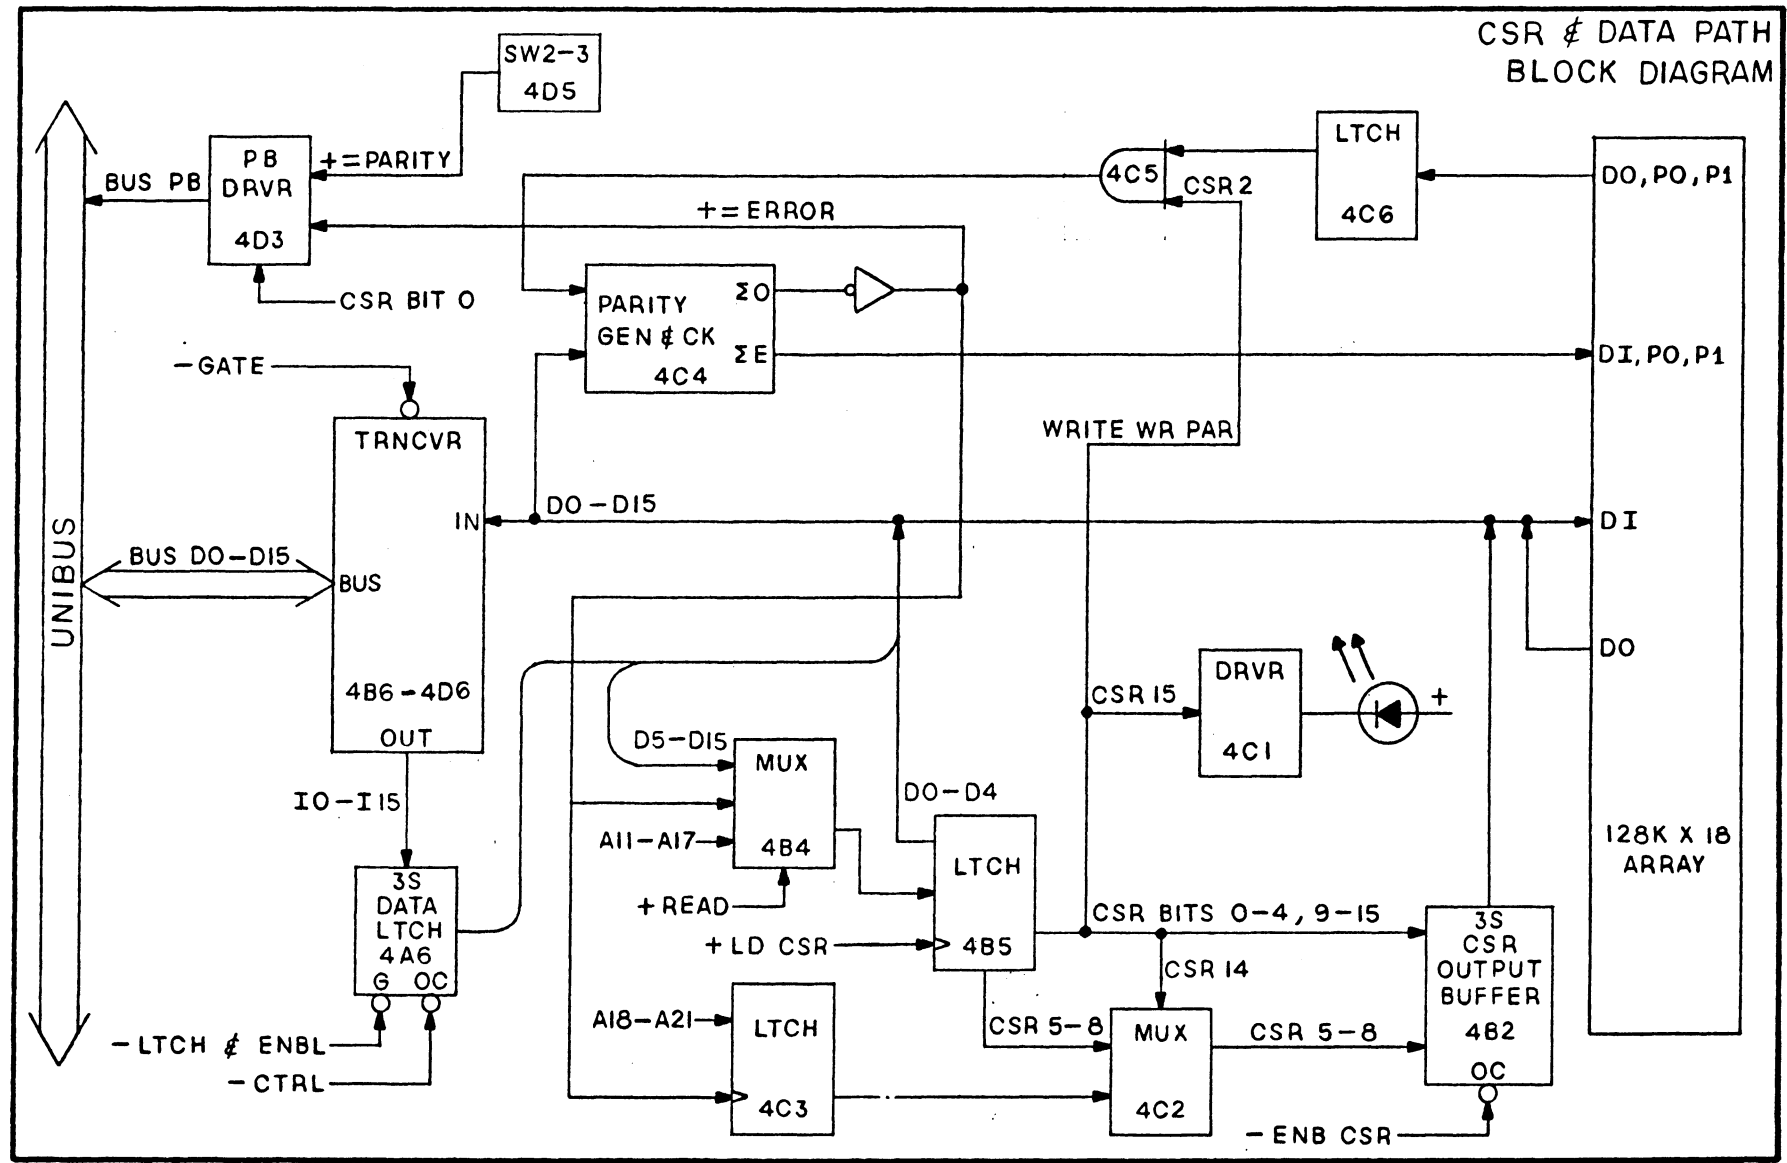 CSR & DATA PATH
BLOCK DIAGRAM
SW2-3
4D5
PB
DRVR
4D3
+=PARITY
BUS PB
+=ERROR
CSR BIT 0
4C5
CSR 2
LTCH
4C6
DO, PO, P1
PARITY
GEN & CK
4C4
ΣO
ΣE
DI, PO, P1
-GATE
TRNCVR
IN
BUS
4B6-4D6
OUT
WRITE WR PAR
D0-D15
DI
UNIBUS
BUS D0-D15
DO
DRVR
4C1
CSR 15
+
D5-D15
MUX
4B4
I0-I15
A11-A17
+READ
D0-D4
LTCH
4B5
+LD CSR
128K X 18
ARRAY
3S
DATA
LTCH
4A6
G OC
CSR BITS 0-4, 9-15
CSR 14
3S
CSR
OUTPUT
BUFFER
4B2
OC
A18-A21
LTCH
4C3
CSR 5-8
MUX
4C2
CSR 5-8
-LTCH & ENBL
-CTRL
-ENB CSR